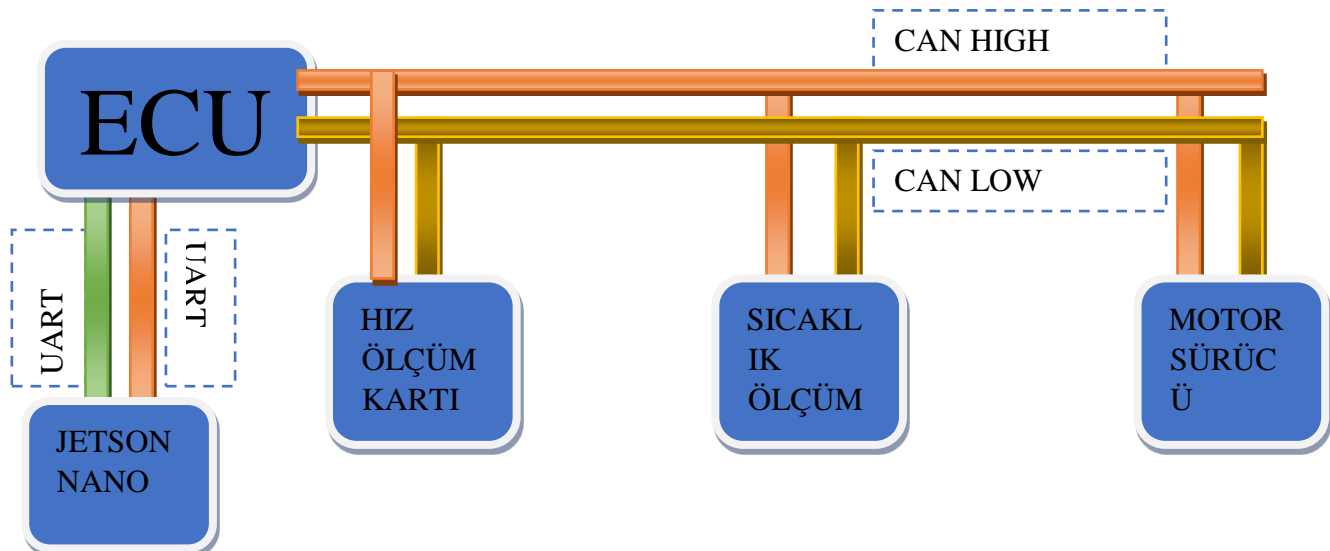 CAN HIGH
ECU
CAN LOW
UART
UART
HIZ
ÖLÇÜM
KARTI
SICAKL
IK
ÖLÇÜM
MOTOR
SÜRÜC
Ü
JETSON
NANO